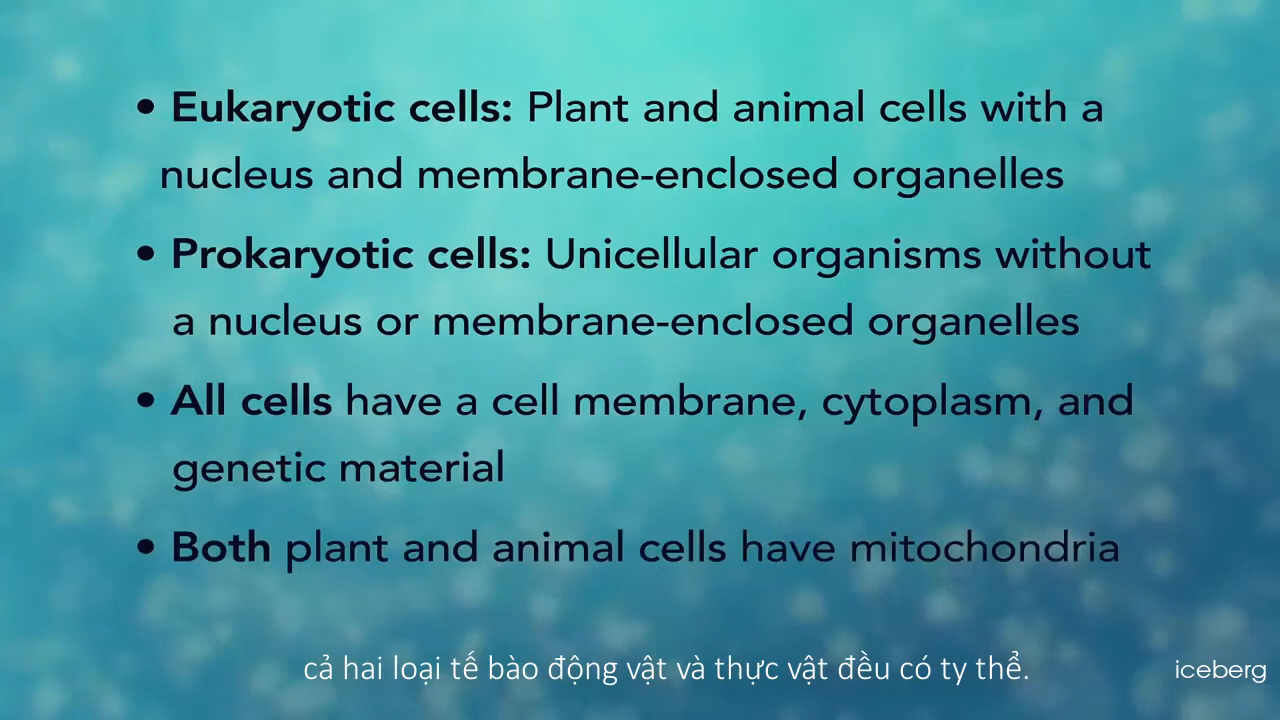 • Eukaryotic cells: Plant and animal cells with a
nucleus and membrane-enclosed organelles
• Prokaryotic cells: Unicellular organisms without
a nucleus or membrane-enclosed organelles
• All cells have a cell membrane, cytoplasm, and
genetic material
• Both plant and animal cells have mitochondria
cả hai loại tế bào động vật và thực vật đều có ty thể.
iceberg